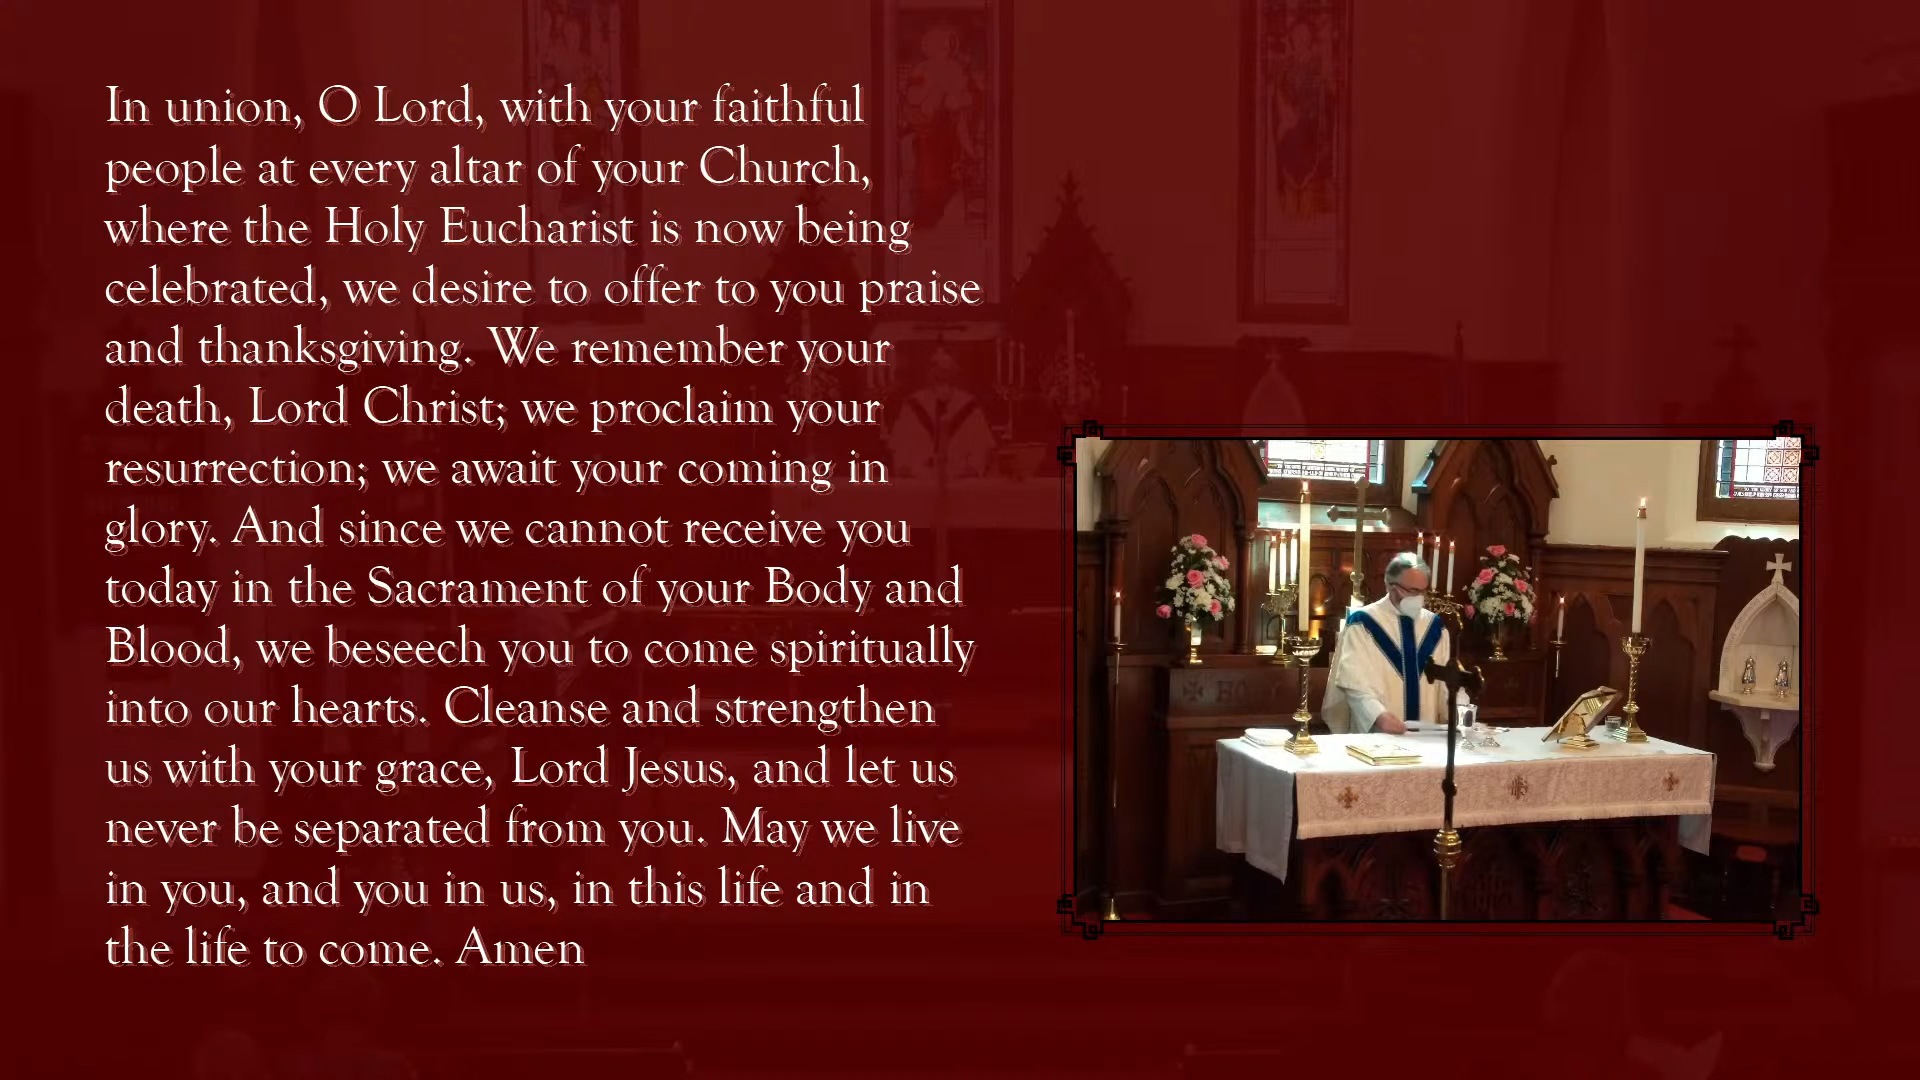 In union, O Lord, with your faithful
people at every altar of your Church,
where the Holy Eucharist is now being
celebrated, we desire to offer to you praise
and thanksgiving. We remember your
death, Lord Christ; we proclaim your
resurrection; we await your coming in
glory. And since we cannot receive you
today in the Sacrament of your Body and
Blood, we beseech you to come spiritually
into our hearts. Cleanse and strengthen
us with your grace, Lord Jesus, and let us
never be separated from you. May we live
in you, and you in us, in this life and in
the life to come. Amen